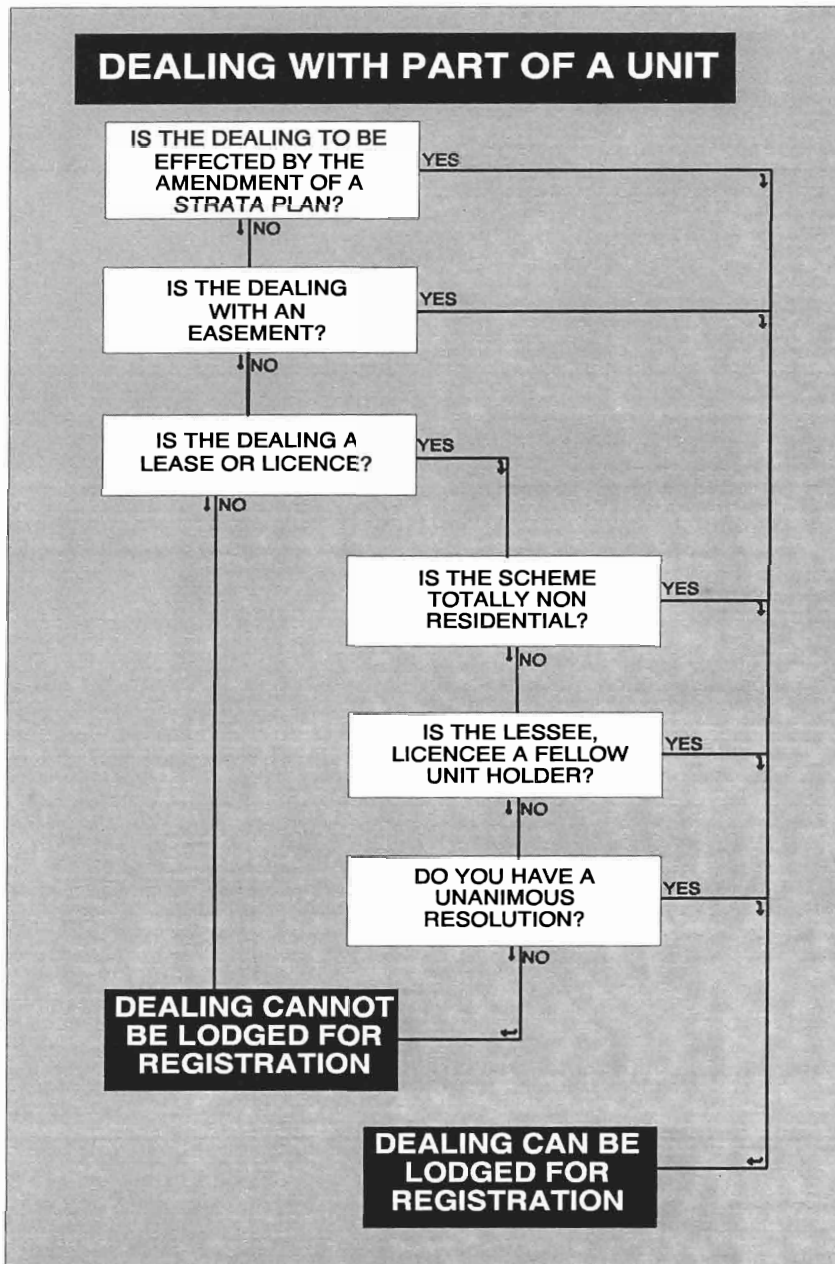 DEALING WITH PART OF A UNIT
IS THE DEALING TO BE
EFFECTED BY THE
AMENDMENT OF A
STRATA PLAN?
YES
NO
IS THE DEALING
WITH AN
EASEMENT?
YES
NO
IS THE DEALING A
LEASE OR LICENCE?
YES
NO
IS THE SCHEME
TOTALLY NON
RESIDENTIAL?
YES
NO
IS THE LESSEE,
LICENCEE A FELLOW
UNIT HOLDER?
YES
NO
DO YOU HAVE A
UNANIMOUS
RESOLUTION?
YES
NO
DEALING CANNOT
BE LODGED FOR
REGISTRATION
DEALING CAN BE
LODGED FOR
REGISTRATION